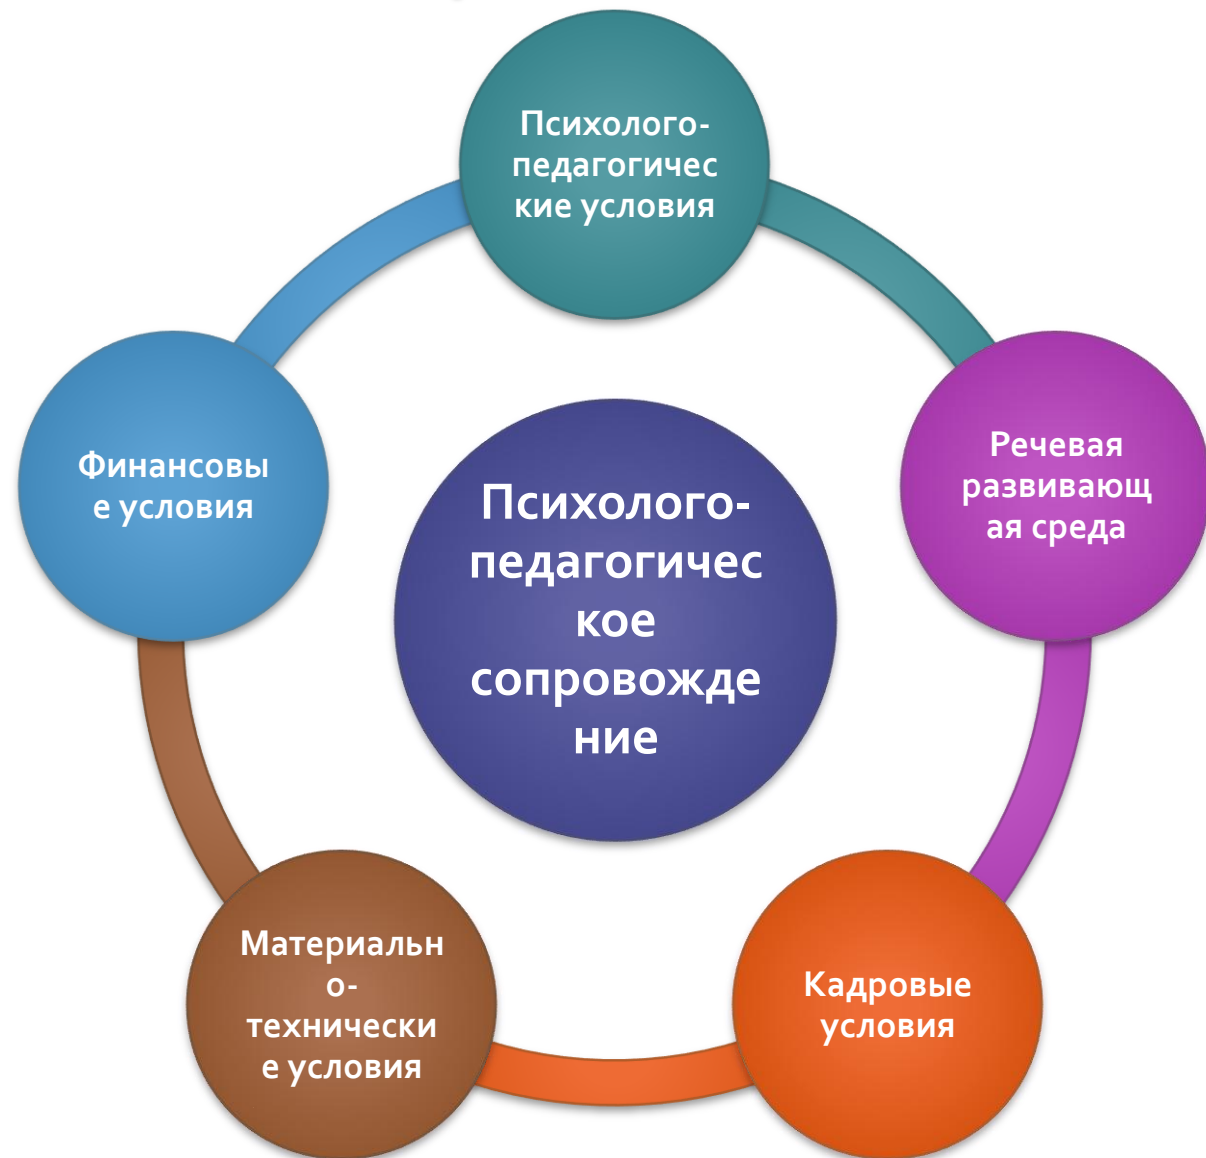 Психолого-
педагогичес
кие условия
Речевая
развивающ
ая среда
Кадровые
условия
Материальн
о-
технически
е условия
Финансовы
е условия
Психолого-
педагогичес
кое
сопровожде
ние